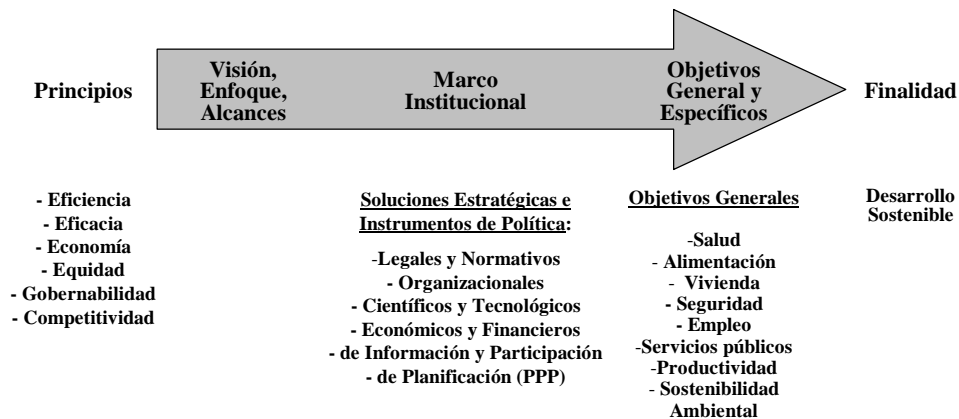 Principios
Visión,
Enfoque,
Alcances
Marco
Institucional
Objetivos
General y
Específicos
Finalidad
- Eficiencia
- Eficacia
- Economía
- Equidad
- Gobernabilidad
- Competitividad
Soluciones Estratégicas e
Instrumentos de Política:
-Legales y Normativos
- Organizacionales
- Científicos y Tecnológicos
- Económicos y Financieros
- de Información y Participación
- de Planificación (PPP)
Objetivos Generales
-Salud
- Alimentación
- Vivienda
- Seguridad
- Empleo
-Servicios públicos
-Productividad
- Sostenibilidad
Ambiental
Desarrollo
Sostenible